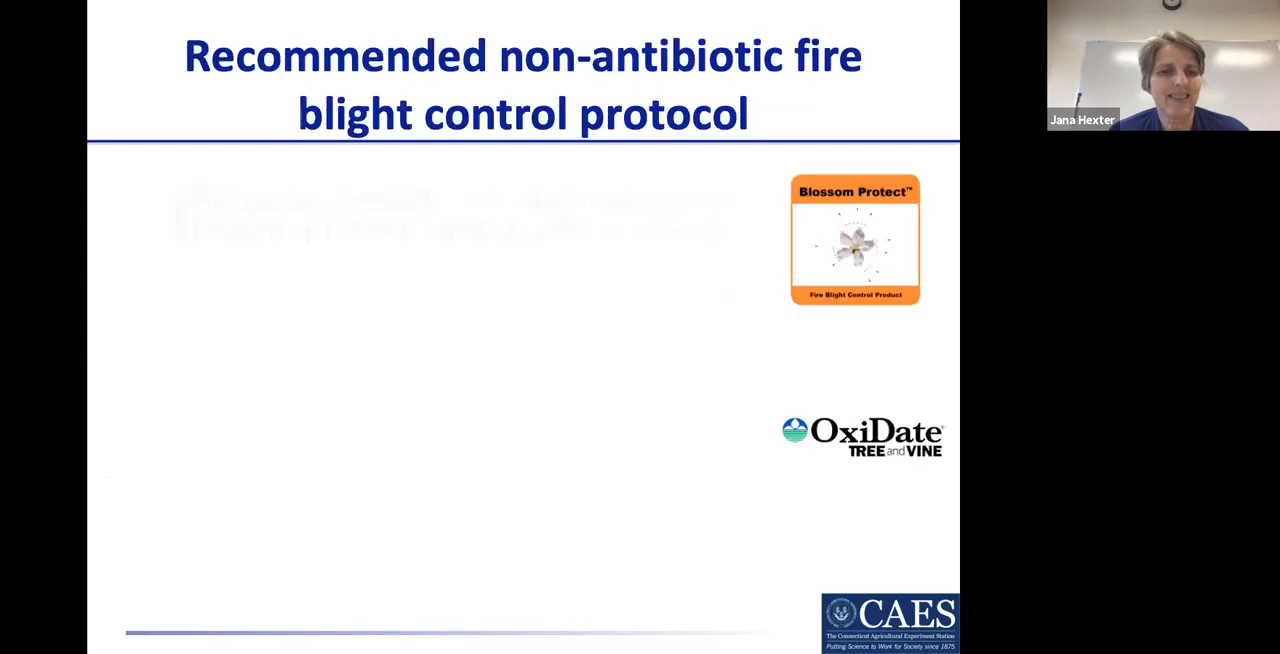 Recommended non-antibiotic fire
blight control protocol
Jana Hexter
Blossom Protect™
Fire Blight Control Product
OxiDate®
TREE and VINE
CAES
The Connecticut Agricultural Experiment Station
Putting Science to Work for Society since 1875